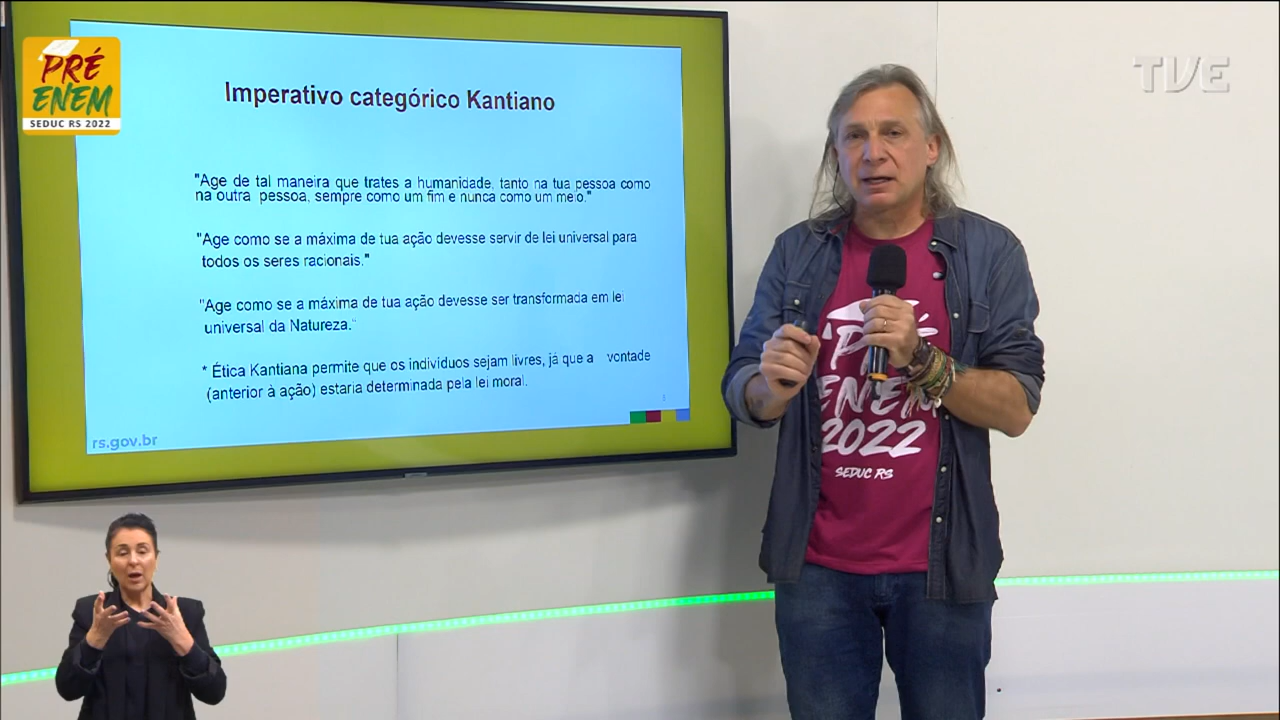 PRÉ
ENEM
SEDUC RS 2022
TVE
Imperativo categórico Kantiano
"Age de tal maneira que trates a humanidade, tanto na tua pessoa como
na outra pessoa, sempre como um fim e nunca como um meio."
"Age como se a máxima de tua ação devesse servir de lei universal para
todos os seres racionais."
"Age como se a máxima de tua ação devesse ser transformada em lei
universal da Natureza."
* Ética Kantiana permite que os indivíduos sejam livres, já que a vontade
(anterior à ação) estaria determinada pela lei moral.
rs.gov.br
PRÉ
ENEM
2022
SEDUC RS